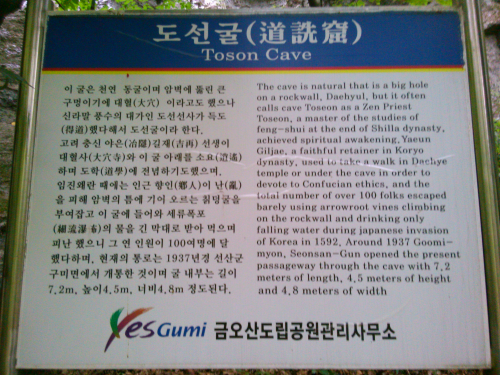 도선굴(道詵窟)
Toson Cave
이 굴은 천연 동굴이며 암벽에 뚫린 큰
구멍이기에 대혈(大穴) 이라고도 했으나
신라말 풍수의 대가인 도선선사가 득도
(得道)했다해서 도선굴이라 한다.
고려 충신 야은(冶隱)길재(吉再) 선생이
대혈사(大穴寺)와 이 굴 아래를 소요(逍遙)
하며 도학(道學)에 전념하기도했으며,
임진왜란 때에는 인근 향인(鄕人)이 난(亂)
을 피해 암벽의 틈에 기어 오르는 칡덩굴을
부여잡고 이 굴에 들어와 세류폭포
(細流瀑布)의 물을 긴 막대로 받아 먹으며
피난 했으니 그 연 인원이 100여명에 달
했다하며, 현재의 통로는 1937년경 선산군
구미면에서 개통한 것이며 굴 내부는 길이
7.2m, 높이4.5m, 너비4.8m 정도된다.
The cave is natural that is a big hole
on a rockwall, Daehyul, but it often
calls cave Toseon as a Zen Priest
Toseon, a master of the studies of
feng-shui at the end of Shilla dynasty,
achieved spiritual awakening. Yaeun
Giljae, a faithful retainer in Koryo
dynasty, used to take a walk in Daehye
temple or under the cave in order to
devote to Confucian ethics, and the
total number of over 100 folks escaped
barely using arrowroot vines climbing
on the rockwall and drinking only
falling water during japanese invasion
of Korea in 1592. Around 1937 Goomi-
myon, Seonsan-Gun opened the present
passageway through the cave with 7.2
meters of length, 4.5 meters of height
and 4.8 meters of width
YesGumi 금오산도립공원관리사무소